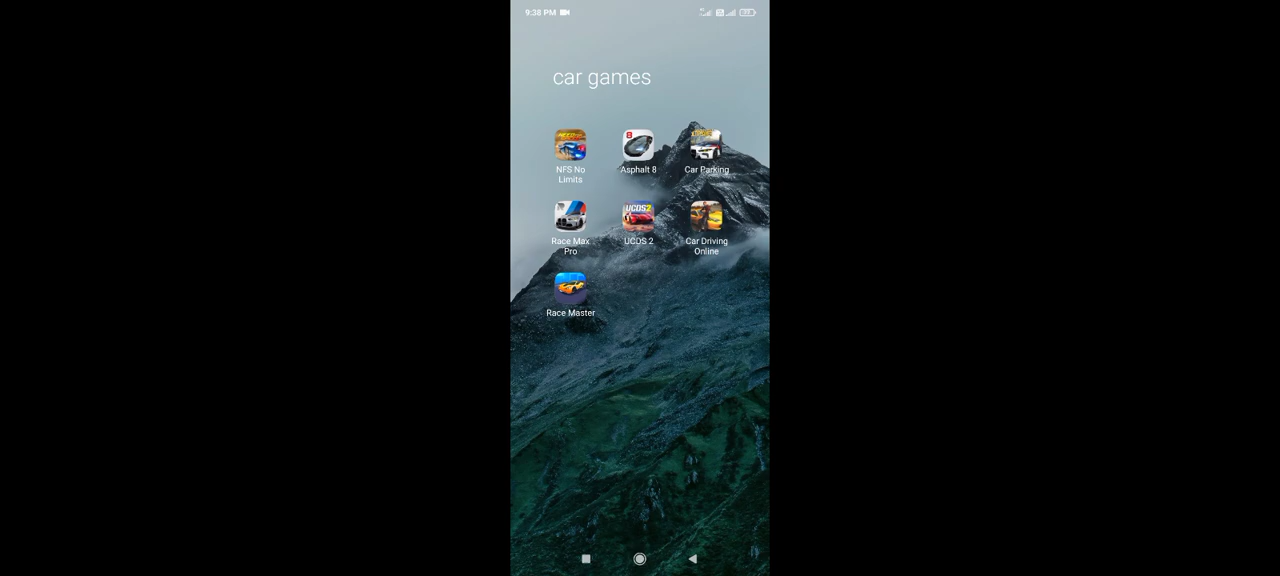 9:38 PM
car games
NFS No
Limits
Asphalt 8
Car Parking
Race Max
Pro
UCDS2
UCDS 2
Car Driving
Online
Race Master